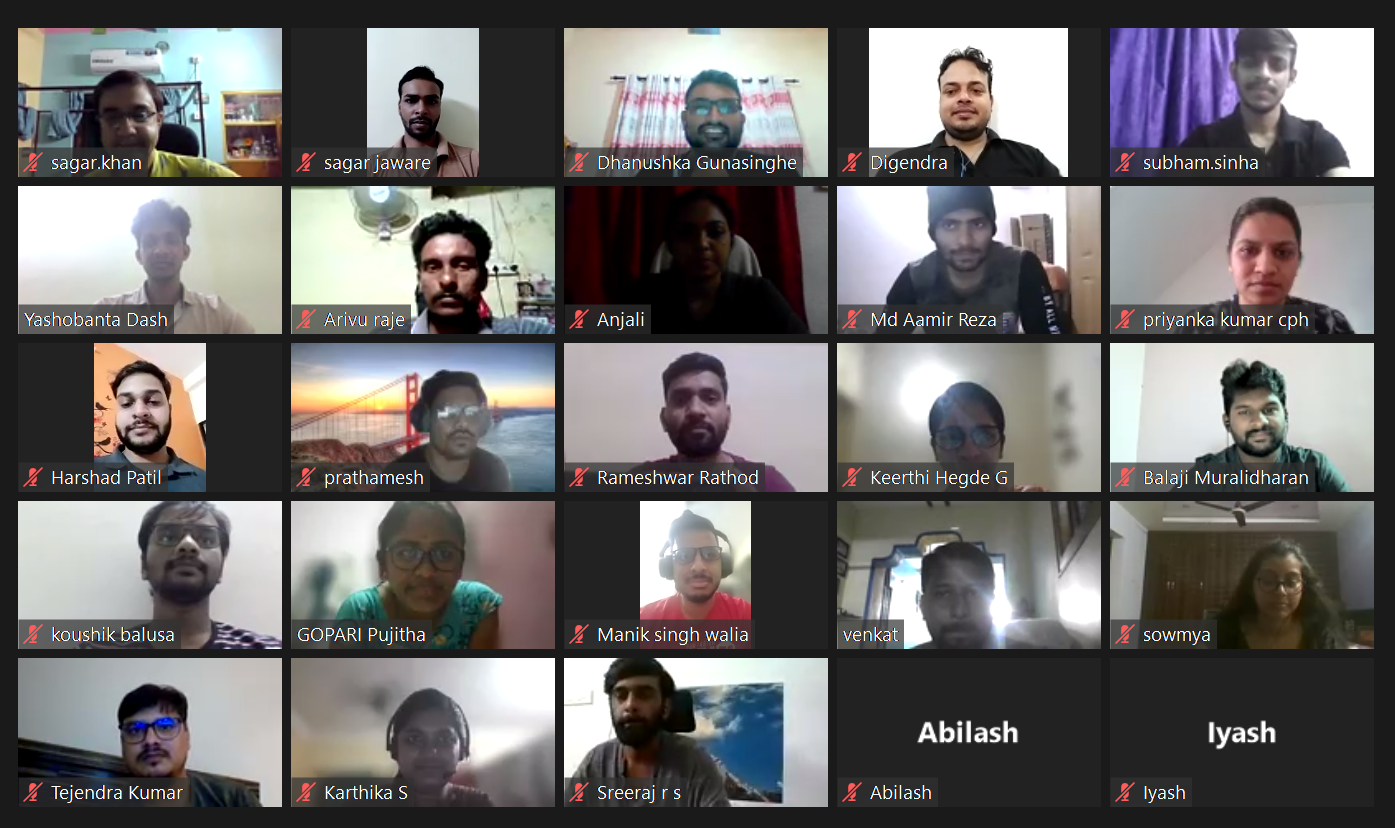 sagar.khan
sagar jaware
Dhanushka Gunasinghe
Digendra
subham.sinha
Yashobanta Dash
Arivu raje
Anjali
Md Aamir Reza
priyanka kumar cph
Harshad Patil
prathamesh
Rameshwar Rathod
Keerthi Hegde G
Balaji Muralidharan
koushik balusa
GOPARI Pujitha
Manik singh walia
venkat
sowmya
Tejendra Kumar
Karthika S
Sreeraj r s
Abilash
Abilash
Iyash
Iyash